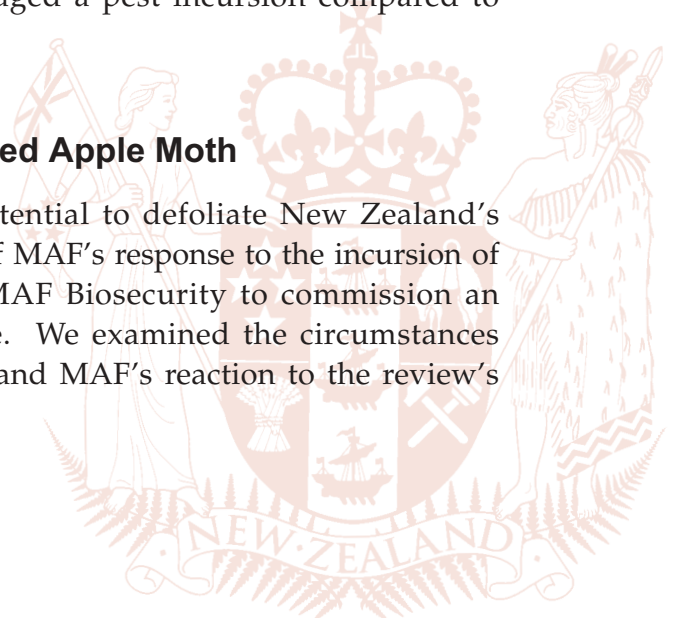 aged a pest incursion compared to
ed Apple Moth
tential to defoliate New Zealand's
f MAF's response to the incursion of
MAF Biosecurity to commission an
e. We examined the circumstances
and MAF's reaction to the review's
NEW·ZEALAND